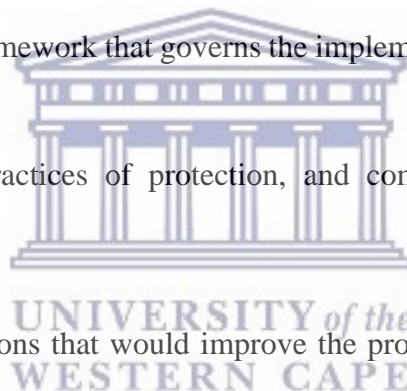 mework that governs the implem
ractices of protection, and con
UNIVERSITY of the
ons that would improve the pro
WESTERN CAPE